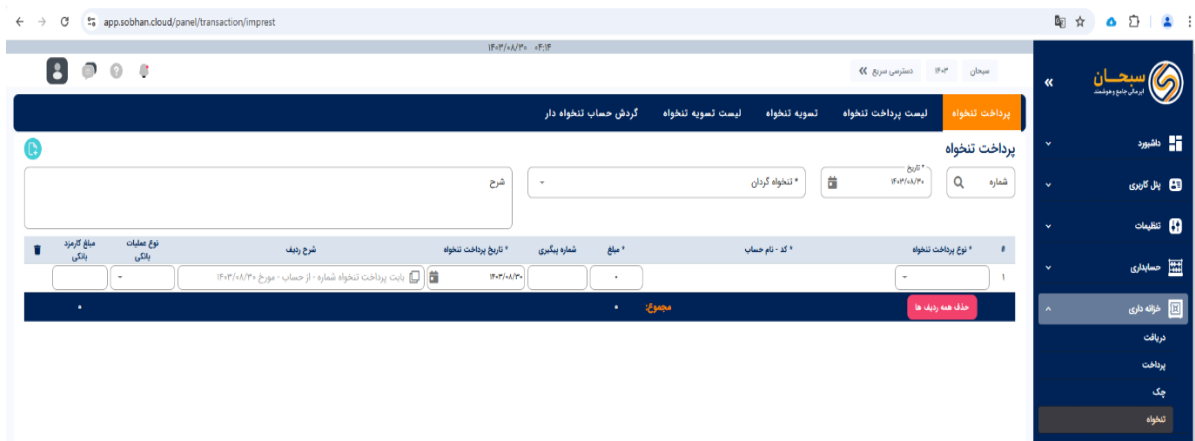 app.sobhan.cloud/panel/transaction/imprest
۱۴۰۳/۰۸/۳۰ ۰۴:۱۴
سبحان
ابر مالی جامع و هوشمند
سبحان ۱۴۰۳ دسترسی سریع
پرداخت تنخواه لیست پرداخت تنخواه تسویه تنخواه لیست تسویه تنخواه گردش حساب تنخواه دار
پرداخت تنخواه
شماره
* تاریخ
۱۴۰۳/۰۸/۳۰
* تنخواه گردان
شرح
# * نوع پرداخت تنخواه * کد - نام حساب * مبلغ شماره پیگیری * تاریخ پرداخت تنخواه شرح ردیف نوع عملیات بانکی مبلغ کارمزد بانکی
۱ ۰ ۱۴۰۳/۰۸/۳۰ بابت پرداخت تنخواه شماره - از حساب - مورخ ۱۴۰۳/۰۸/۳۰
حذف همه ردیف ها مجموع: ۰ ۰
داشبورد
پنل کاربری
تنظیمات
حسابداری
خزانه داری
دریافت
پرداخت
چک
تنخواه